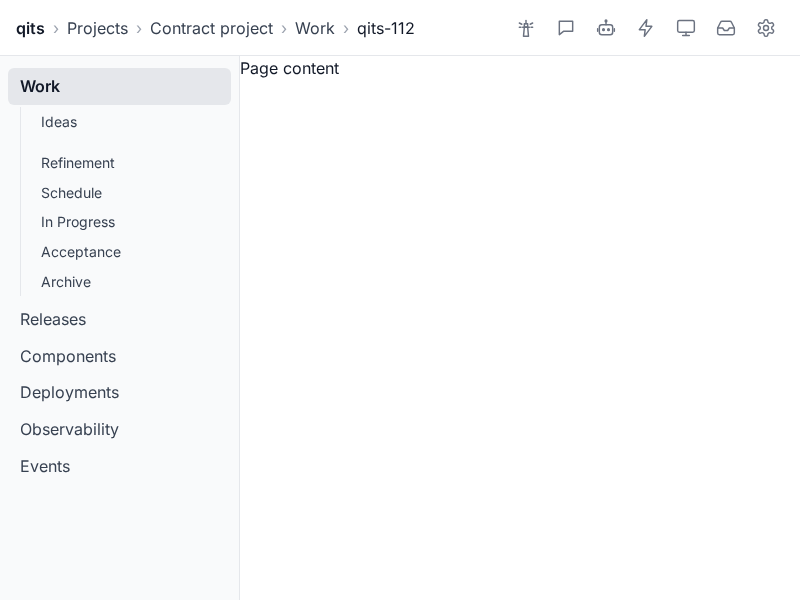 qits › Projects › Contract project › Work › qits-112
Work
Ideas
Refinement
Schedule
In Progress
Acceptance
Archive
Releases
Components
Deployments
Observability
Events
Page content